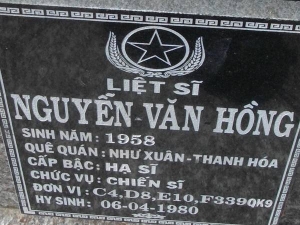 LIỆT SĨ
NGUYỄN VĂN HỒNG
SINH NĂM: 1958
QUÊ QUÁN: NHƯ XUÂN-THANH HÓA
CẤP BẬC: HẠ SĨ
CHỨC VỤ: CHIẾN SĨ
ĐƠN VỊ: C4,D8,E10,F339QK9
HY SINH: 06-04-1980